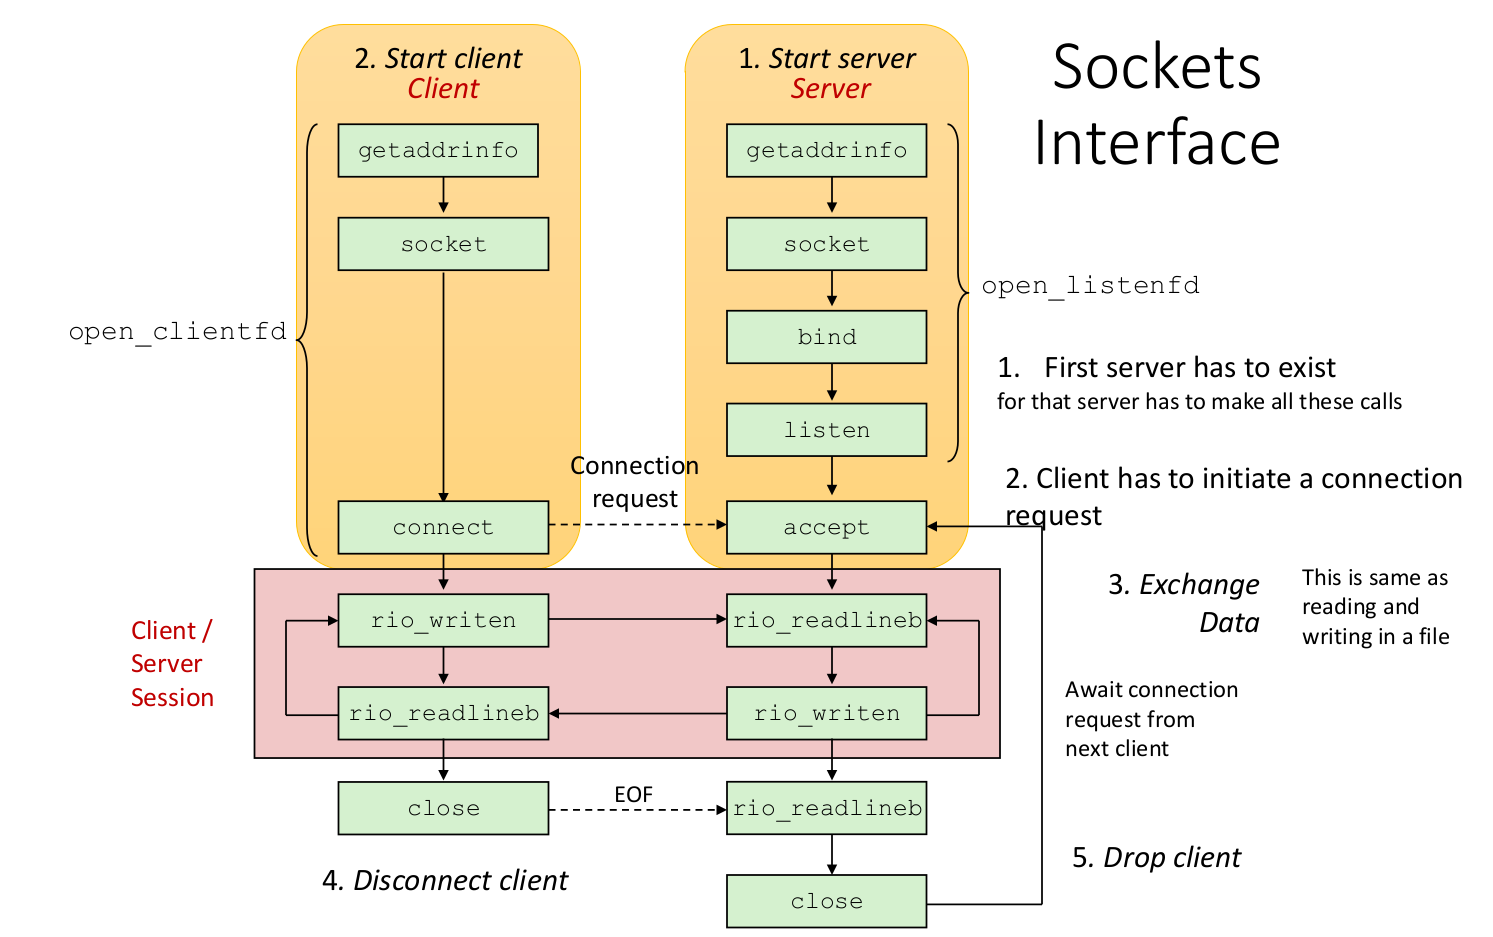 Sockets
Interface
2. Start client
Client
1. Start server
Server
getaddrinfo
socket
connect
open_clientfd
getaddrinfo
socket
bind
listen
accept
open_listenfd
1. First server has to exist
for that server has to make all these calls
2. Client has to initiate a connection
request
Connection
request
Client /
Server
Session
rio_writen
rio_readlineb
rio_readlineb
rio_writen
3. Exchange
Data
This is same as
reading and
writing in a file
Await connection
request from
next client
close
EOF
rio_readlineb
close
4. Disconnect client
5. Drop client